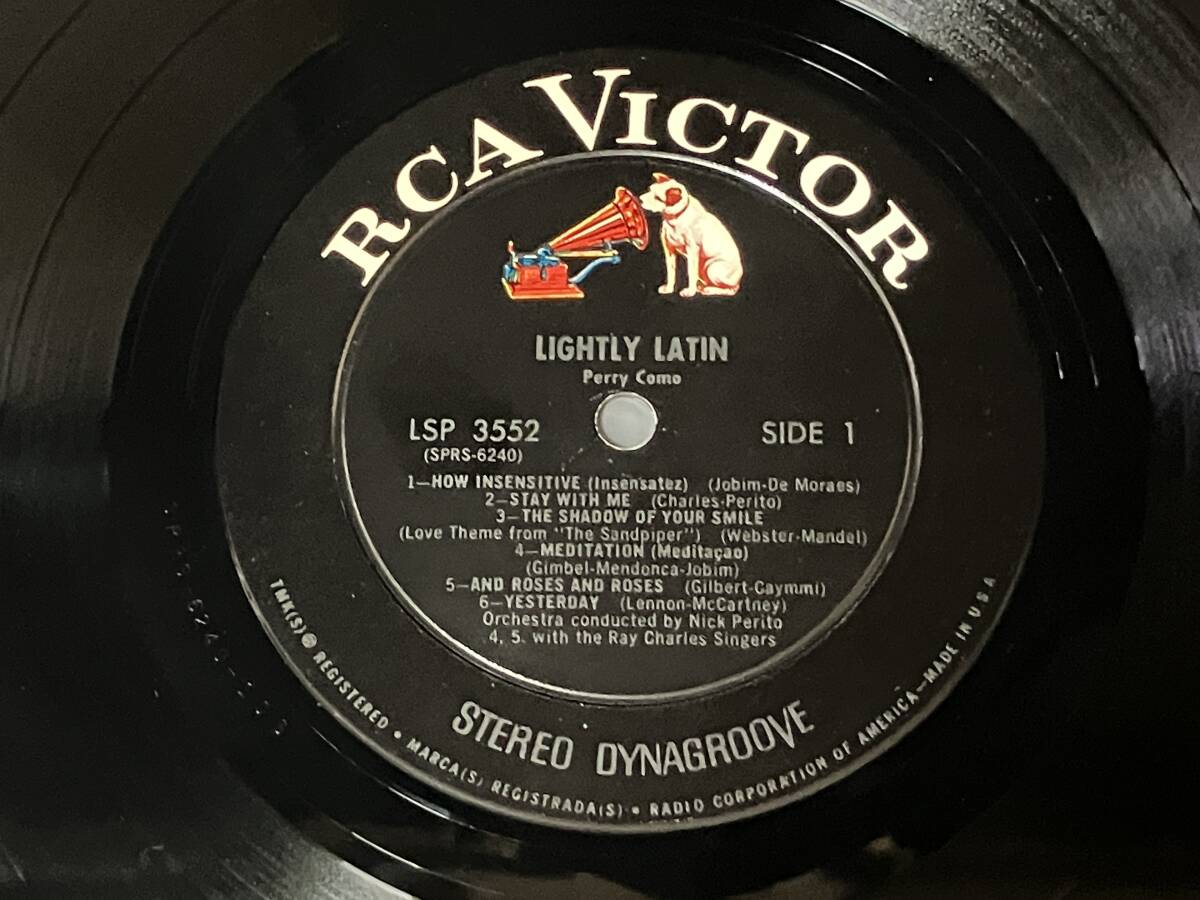 RCA VICTOR
LIGHTLY LATIN
Perry Como
LSP 3552
(SPRS-6240)
SIDE 1
1—HOW INSENSITIVE (Insensatez) (Jobim-De Moraes)
2—STAY WITH ME (Charles-Perito)
3—THE SHADOW OF YOUR SMILE
(Love Theme from "The Sandpiper") (Webster-Mandel)
4—MEDITATION (Meditaçao)
(Gimbel-Mendonca-Jobim)
5—AND ROSES AND ROSES (Gilbert-Caymmi)
6—YESTERDAY (Lennon-McCartney)
Orchestra conducted by Nick Perito
4, 5. with the Ray Charles Singers
STEREO DYNAGROOVE
TMK(S) ® REGISTERED • MARCA(S) REGISTRADA(S) • RADIO CORPORATION OF AMERICA—MADE IN U.S.A